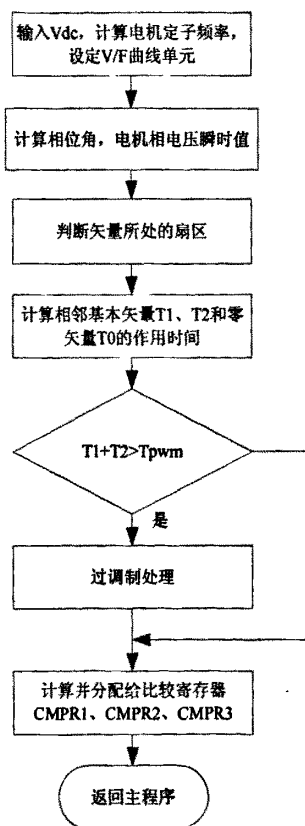 输入Vdc，计算电机定子频率，
设定V/F曲线单元
计算相位角，电机相电压瞬时值
判断矢量所处的扇区
计算相邻基本矢量T1、T2和零
矢量T0的作用时间
T1+T2>Tpwm
是
过调制处理
计算并分配给比较寄存器
CMPR1、CMPR2、CMPR3
返回主程序